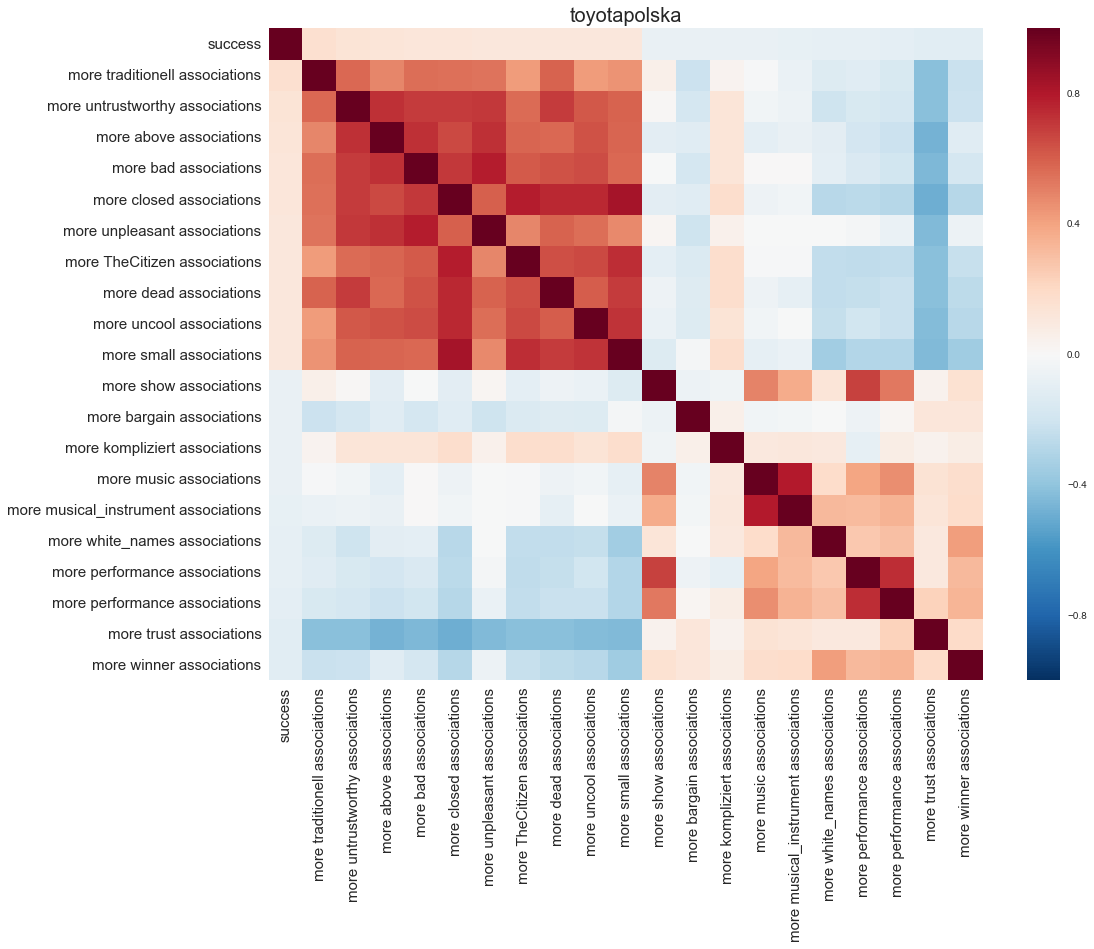 toyotapolska
success
more traditionell associations
more untrustworthy associations
more above associations
more bad associations
more closed associations
more unpleasant associations
more TheCitizen associations
more dead associations
more uncool associations
more small associations
more show associations
more bargain associations
more kompliziert associations
more music associations
more musical_instrument associations
more white_names associations
more performance associations
more performance associations
more trust associations
more winner associations
success
more traditionell associations
more untrustworthy associations
more above associations
more bad associations
more closed associations
more unpleasant associations
more TheCitizen associations
more dead associations
more uncool associations
more small associations
more show associations
more bargain associations
more kompliziert associations
more music associations
more musical_instrument associations
more white_names associations
more performance associations
more performance associations
more trust associations
more winner associations
0.8
0.4
0.0
−0.4
−0.8